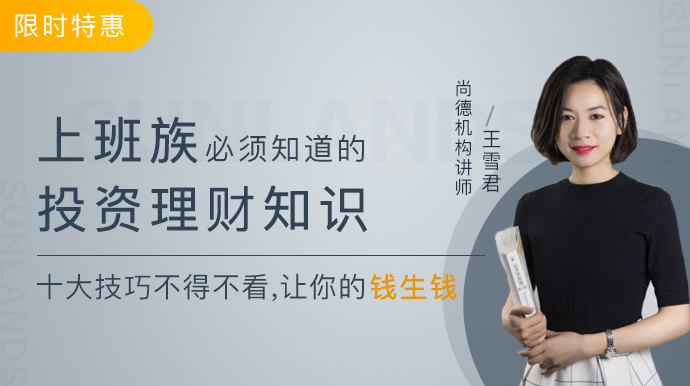 限时特惠
上班族必须知道的
投资理财知识
十大技巧不得不看,让你的钱生钱
尚德机构讲师
/王雪君
SUNLANDS
SUNLANDS
SUNLANDS